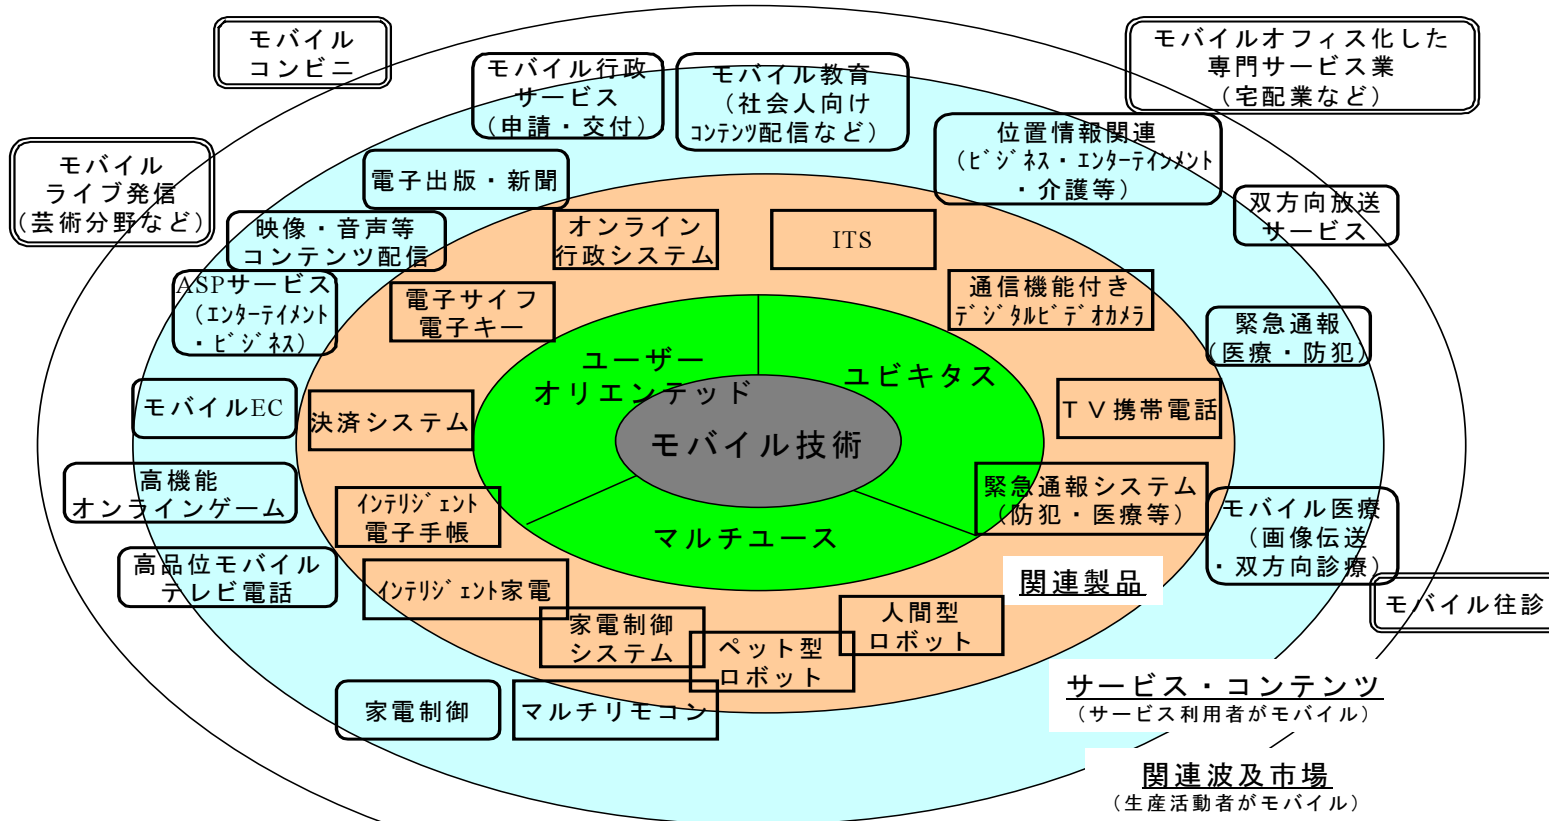 モバイル
コンビニ
モバイル行政
サービス
(申請・交付)
モバイル教育
(社会人向け
コンテンツ配信など)
モバイルオフィス化した
専門サービス業
(宅配業など)
モバイル
ライブ発信
(芸術分野など)
電子出版・新聞
位置情報関連
(ビジネス・エンターテインメント
・介護等)
双方向放送
サービス
映像・音声等
コンテンツ配信
オンライン
行政システム
ITS
ASPサービス
(エンターテイメント
・ビジネス)
電子サイフ
電子キー
通信機能付き
デジタルビデオカメラ
緊急通報
(医療・防犯)
ユーザー
オリエンテッド
ユビキタス
モバイルEC
決済システム
モバイル技術
TV携帯電話
高機能
オンラインゲーム
インテリジェント
電子手帳
マルチユース
緊急通報システム
(防犯・医療等)
モバイル医療
(画像伝送
・双方向診療)
高品位モバイル
テレビ電話
インテリジェント家電
関連製品
モバイル往診
家電制御
システム
ペット型
ロボット
人間型
ロボット
家電制御
マルチリモコン
サービス・コンテンツ
(サービス利用者がモバイル)
関連波及市場
(生産活動者がモバイル)